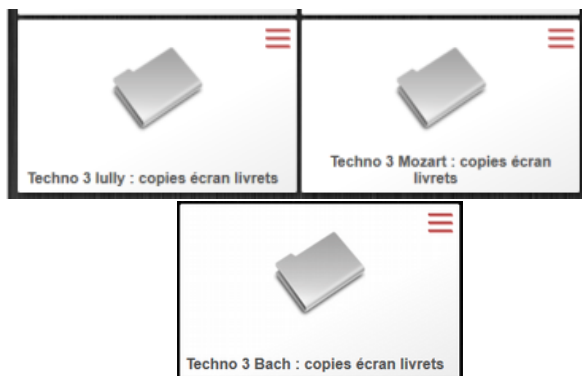 Techno 3 lully : copies écran livrets
Techno 3 Mozart : copies écran
livrets
Techno 3 Bach : copies écran livrets